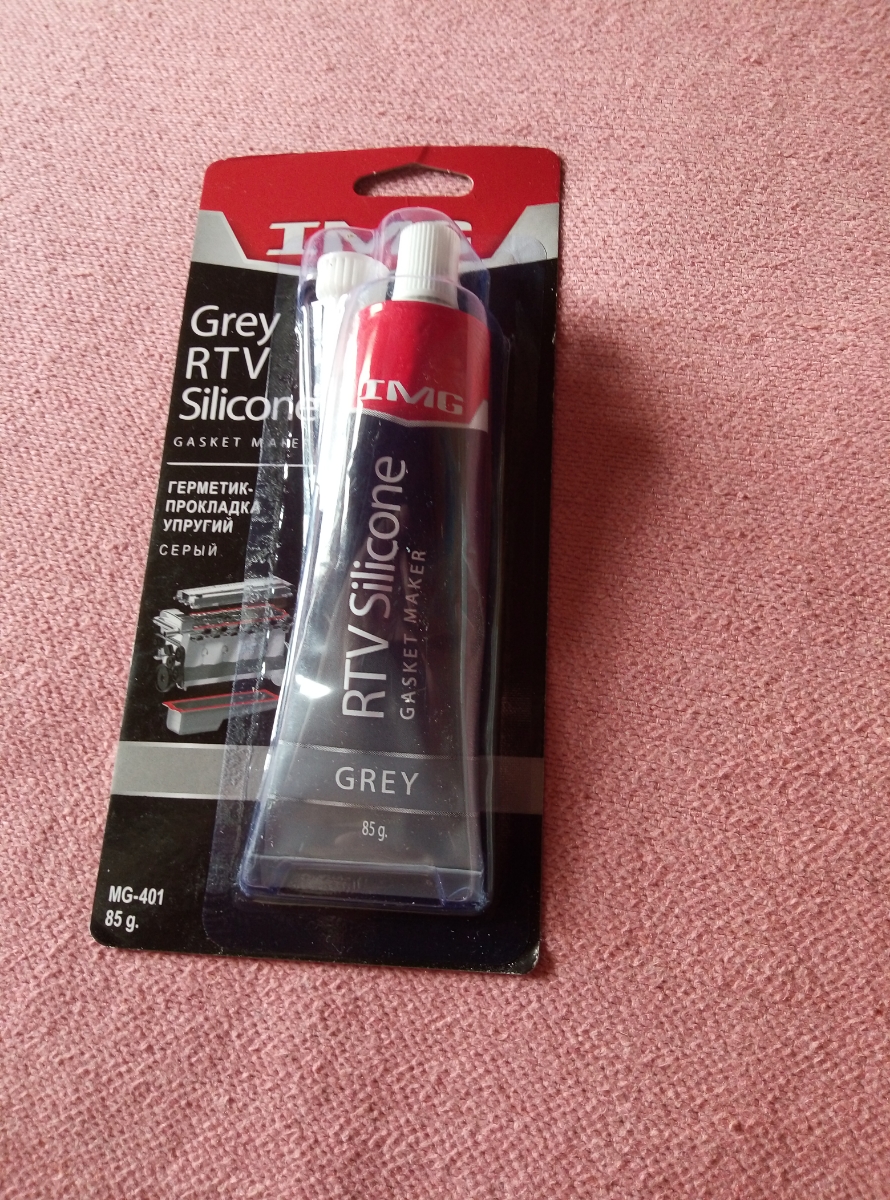 IMG
Grey
RTV
Silicone
GASKET MAKER
ГЕРМЕТИК-
ПРОКЛАДКА
УПРУГИЙ
СЕРЫЙ
MG-401
85 g.
IMG
RTV Silicone
GASKET MAKER
GREY
85 g.